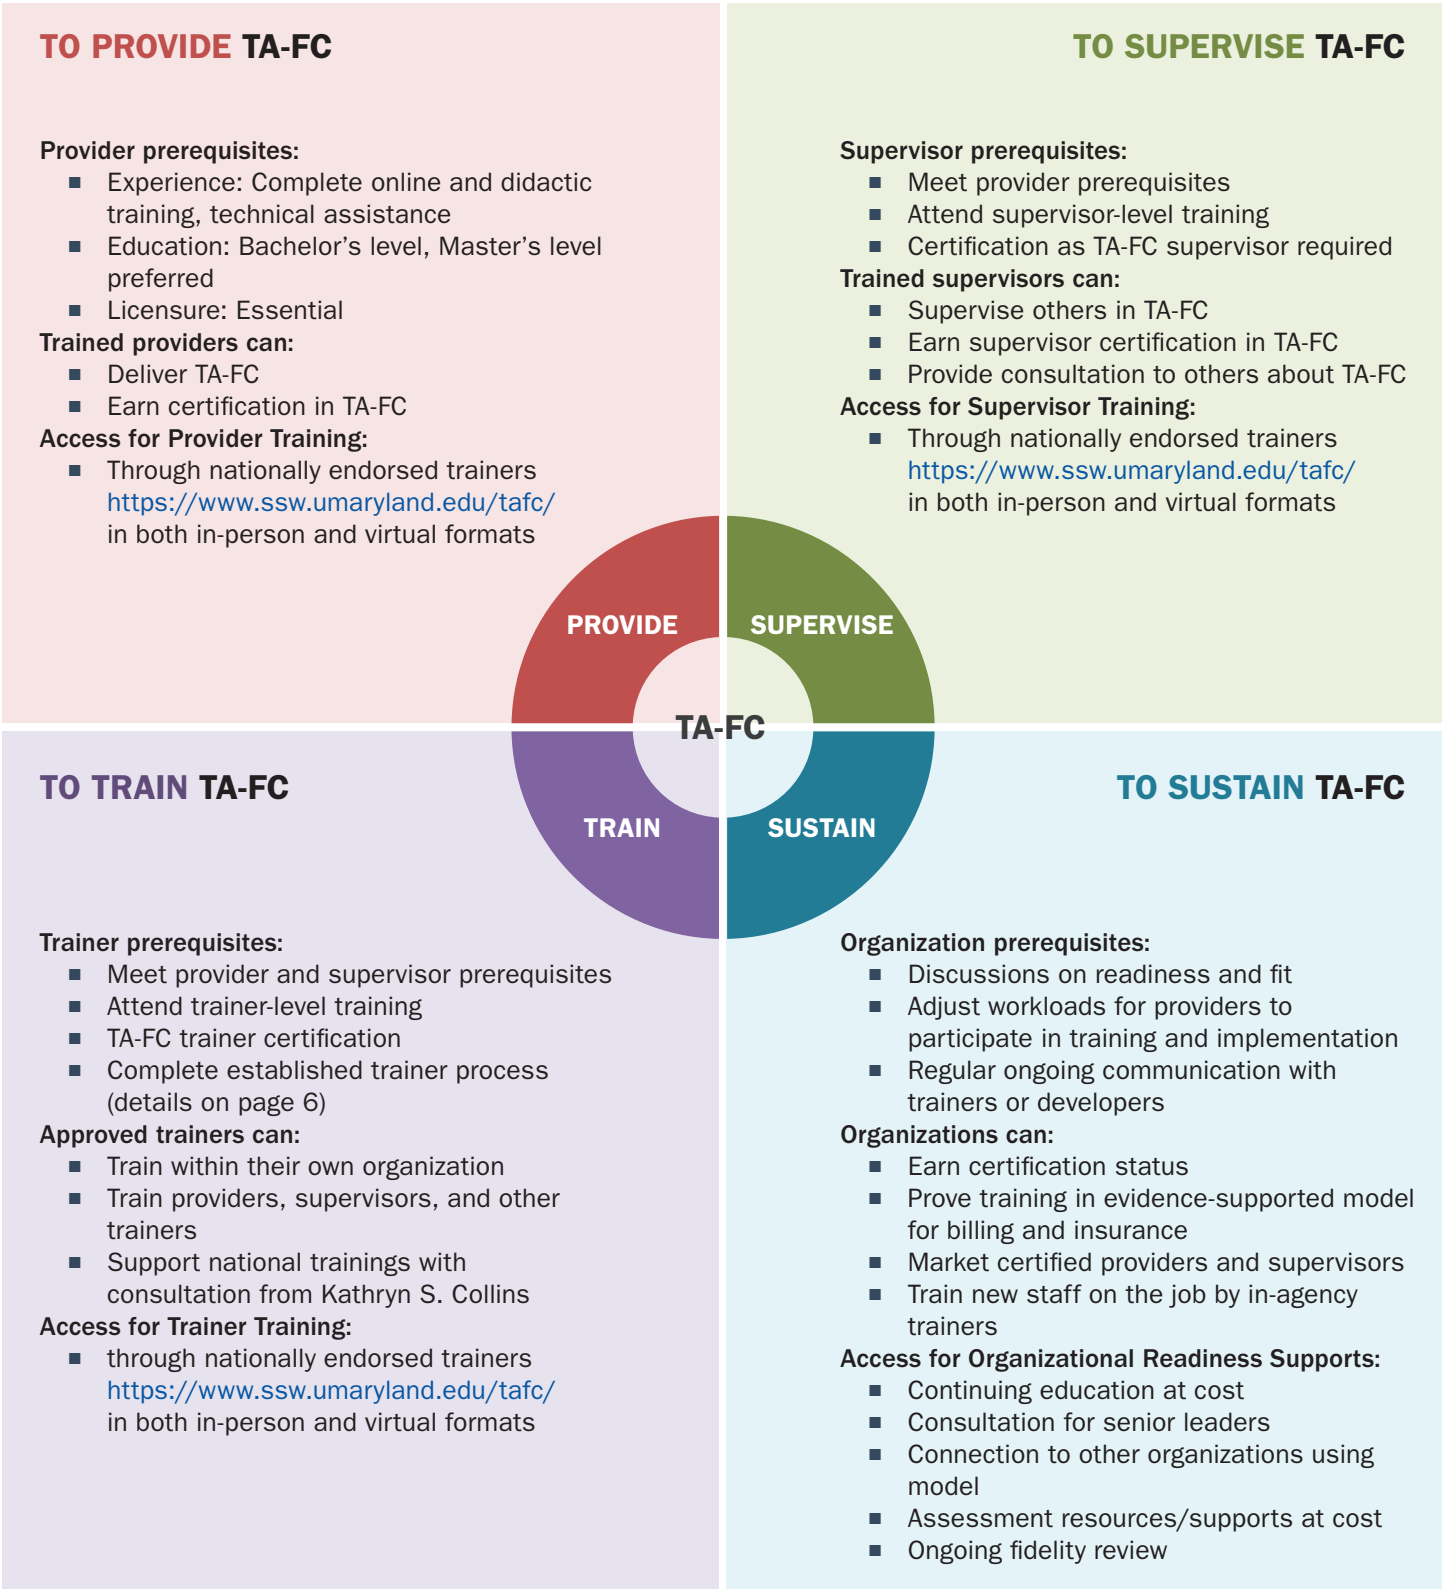 TO PROVIDE TA-FC
Provider prerequisites:
■ Experience: Complete online and didactic
training, technical assistance
■ Education: Bachelor’s level, Master’s level
preferred
■ Licensure: Essential
Trained providers can:
■ Deliver TA-FC
■ Earn certification in TA-FC
Access for Provider Training:
■ Through nationally endorsed trainers
https://www.ssw.umaryland.edu/tafc/
in both in-person and virtual formats
TO SUPERVISE TA-FC
Supervisor prerequisites:
■ Meet provider prerequisites
■ Attend supervisor-level training
■ Certification as TA-FC supervisor required
Trained supervisors can:
■ Supervise others in TA-FC
■ Earn supervisor certification in TA-FC
■ Provide consultation to others about TA-FC
Access for Supervisor Training:
■ Through nationally endorsed trainers
https://www.ssw.umaryland.edu/tafc/
in both in-person and virtual formats
PROVIDE
SUPERVISE
TA-FC
TRAIN
SUSTAIN
TO TRAIN TA-FC
Trainer prerequisites:
■ Meet provider and supervisor prerequisites
■ Attend trainer-level training
■ TA-FC trainer certification
■ Complete established trainer process
(details on page 6)
Approved trainers can:
■ Train within their own organization
■ Train providers, supervisors, and other
trainers
■ Support national trainings with
consultation from Kathryn S. Collins
Access for Trainer Training:
■ through nationally endorsed trainers
https://www.ssw.umaryland.edu/tafc/
in both in-person and virtual formats
TO SUSTAIN TA-FC
Organization prerequisites:
■ Discussions on readiness and fit
■ Adjust workloads for providers to
participate in training and implementation
■ Regular ongoing communication with
trainers or developers
Organizations can:
■ Earn certification status
■ Prove training in evidence-supported model
for billing and insurance
■ Market certified providers and supervisors
■ Train new staff on the job by in-agency
trainers
Access for Organizational Readiness Supports:
■ Continuing education at cost
■ Consultation for senior leaders
■ Connection to other organizations using
model
■ Assessment resources/supports at cost
■ Ongoing fidelity review